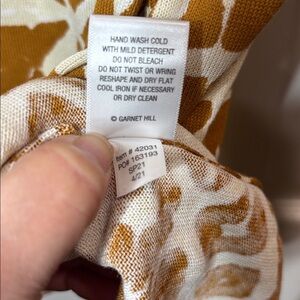 HAND WASH COLD
WITH MILD DETERGENT
DO NOT BLEACH
DO NOT TWIST OR WRING
RESHAPE AND DRY FLAT
COOL IRON IF NECESSARY
OR DRY CLEAN
© GARNET HILL
Item # 42031
PO# 163193
SP21
4/21